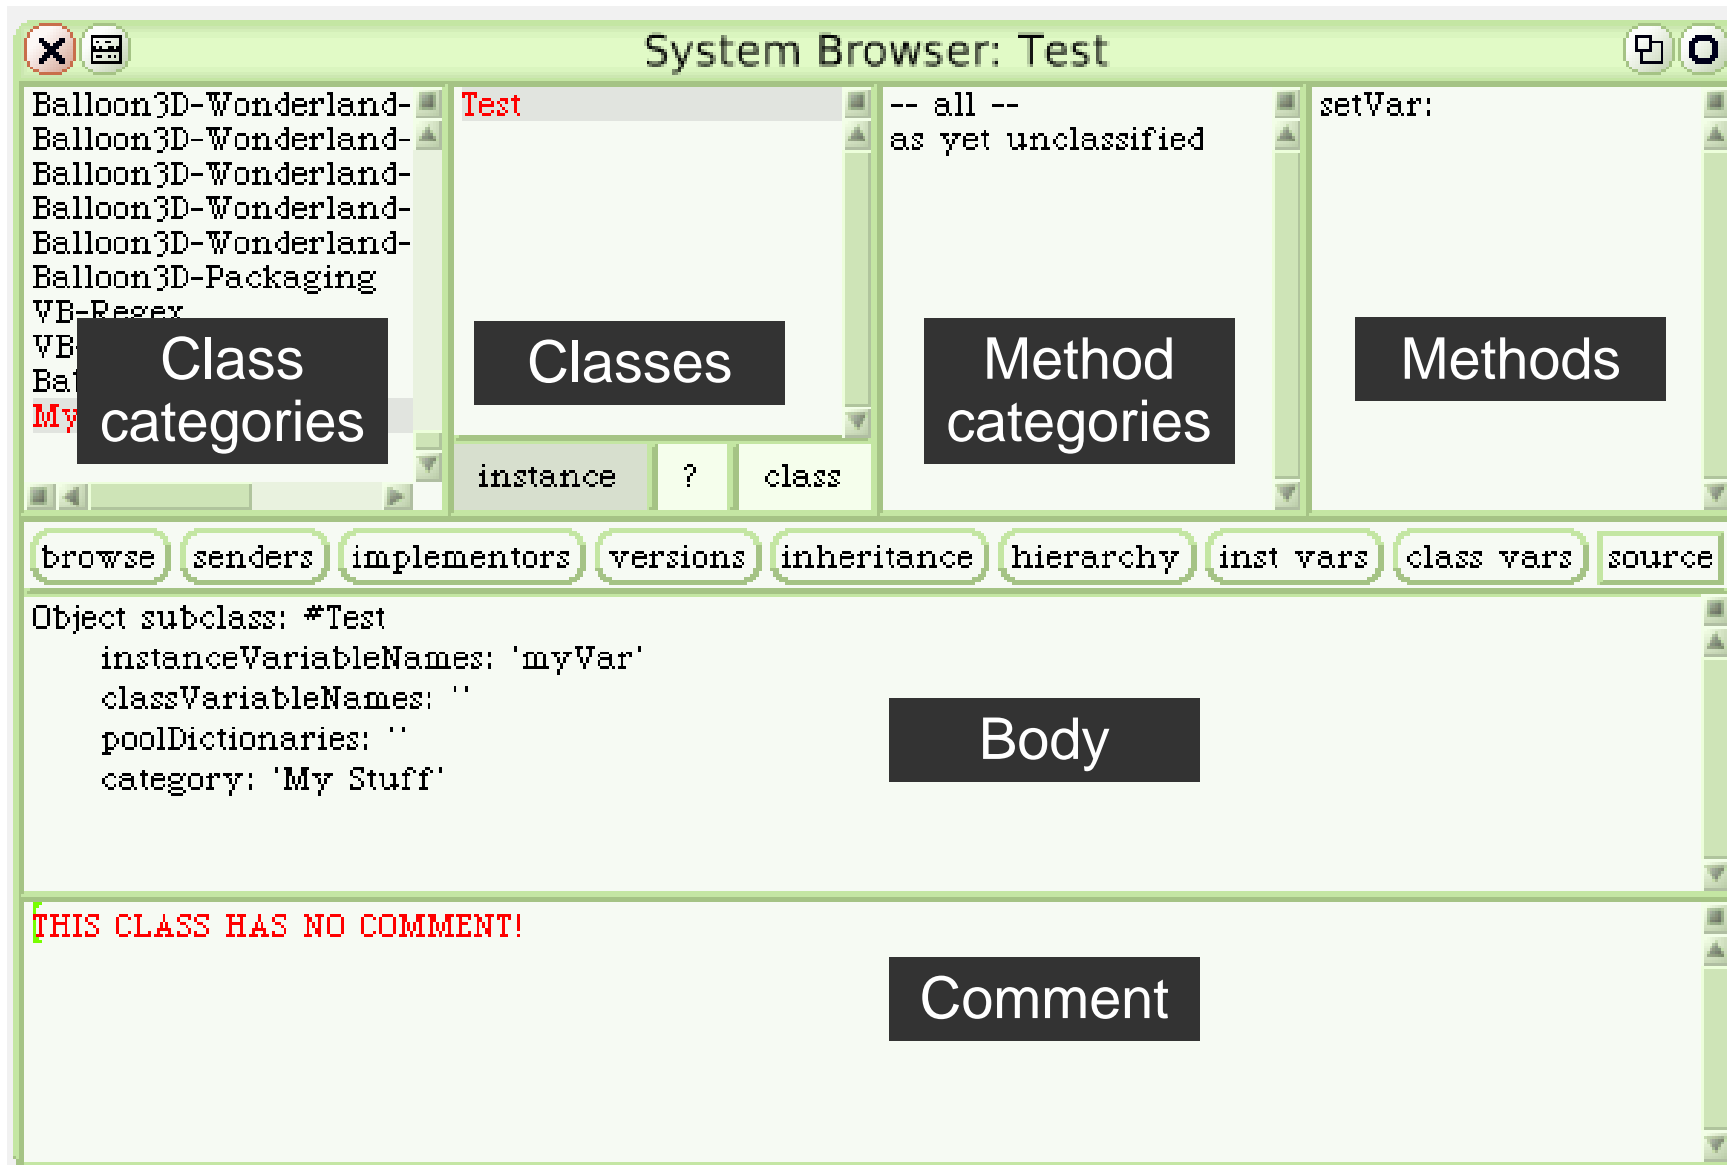 System Browser: Test
Balloon3D-Wonderland-
Balloon3D-Wonderland-
Balloon3D-Wonderland-
Balloon3D-Wonderland-
Balloon3D-Wonderland-
Balloon3D-Packaging
VB-Regex
My
Class
categories
Test
Classes
instance ? class
-- all --
as yet unclassified
Method
categories
setVar:
Methods
browse senders implementors versions inheritance hierarchy inst vars class vars source
Object subclass: #Test
instanceVariableNames: 'myVar'
classVariableNames: ''
poolDictionaries: ''
category: 'My Stuff'
Body
THIS CLASS HAS NO COMMENT!
Comment